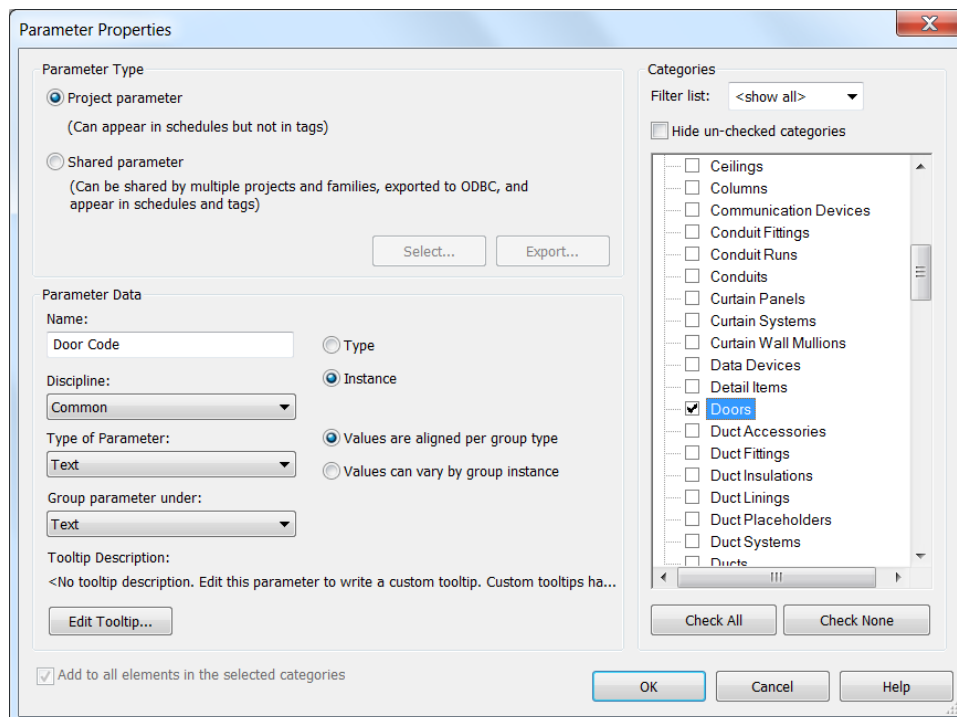 Parameter Properties
Parameter Type
Project parameter
(Can appear in schedules but not in tags)
Shared parameter
(Can be shared by multiple projects and families, exported to ODBC, and
appear in schedules and tags)
Select...
Export...
Parameter Data
Name:
Door Code
Type
Discipline:
Instance
Common
Type of Parameter:
Values are aligned per group type
Text
Values can vary by group instance
Group parameter under:
Text
Tooltip Description:
<No tooltip description. Edit this parameter to write a custom tooltip. Custom tooltips ha...
Edit Tooltip...
Add to all elements in the selected categories
Categories
Filter list:
<show all>
Hide un-checked categories
Ceilings
Columns
Communication Devices
Conduit Fittings
Conduit Runs
Conduits
Curtain Panels
Curtain Systems
Curtain Wall Mullions
Data Devices
Detail Items
Doors
Duct Accessories
Duct Fittings
Duct Insulations
Duct Linings
Duct Placeholders
Duct Systems
Ducts
Check All
Check None
OK
Cancel
Help